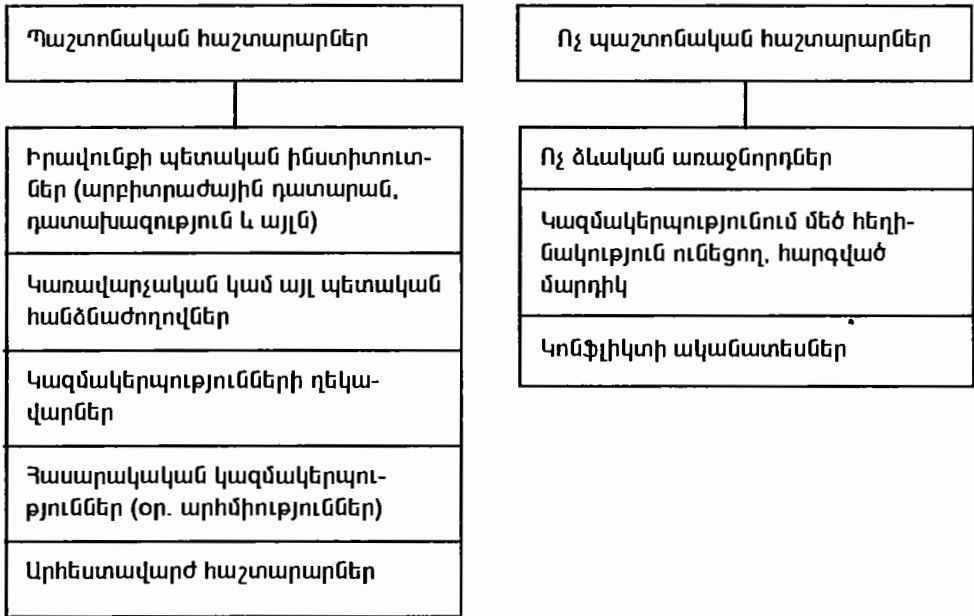 Պաշտոնական հաշտարարներ
Իրավունքի պետական ինստիտուտ-
ներ (արբիտրաժային դատարան,
դատախազություն և այլն)
Կառավարչական կամ այլ պետական
հանձնաժողովներ
Կազմակերպությունների ղեկա-
վարներ
Հասարակական կազմակերպու-
թյուններ (օր. արհմիություններ)
Արհեստավարժ հաշտարարներ
Ոչ պաշտոնական հաշտարարներ
Ոչ ձևական առաջնորդներ
Կազմակերպությունում մեծ հեղի-
նակություն ունեցող, հարգված
մարդիկ
Կոնֆլիկտի ականատեսներ